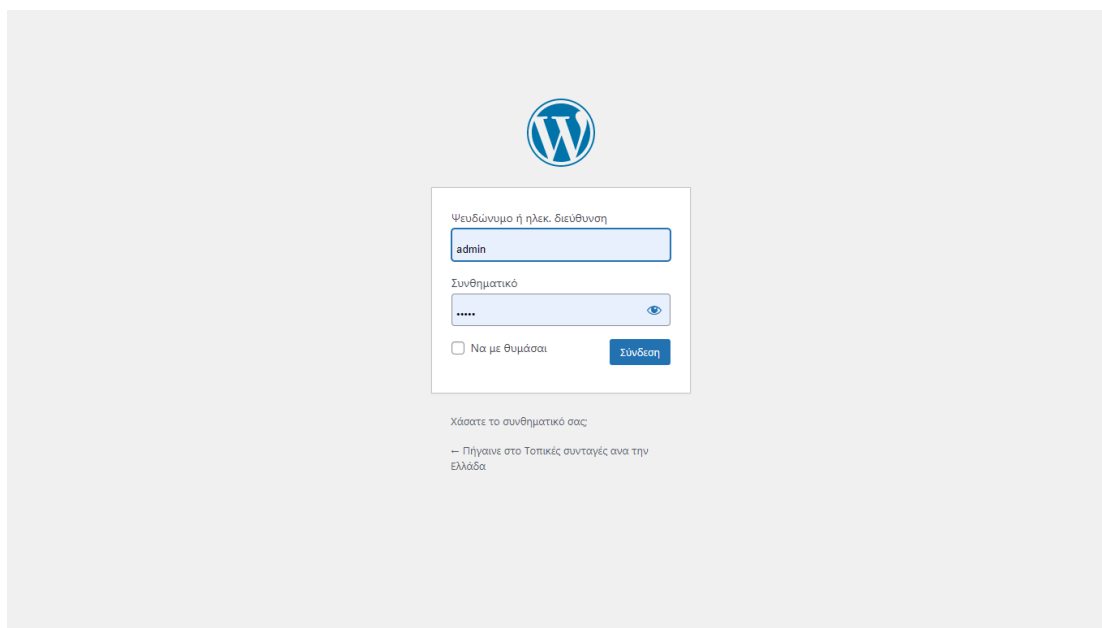 Ψευδώνυμο ή ηλεκ. διεύθυνση
admin
Συνθηματικό
•••••
Να με θυμάσαι
Σύνδεση
Χάσατε το συνθηματικό σας;
← Πήγαινε στο Τοπικές συνταγές ανα την
Ελλάδα